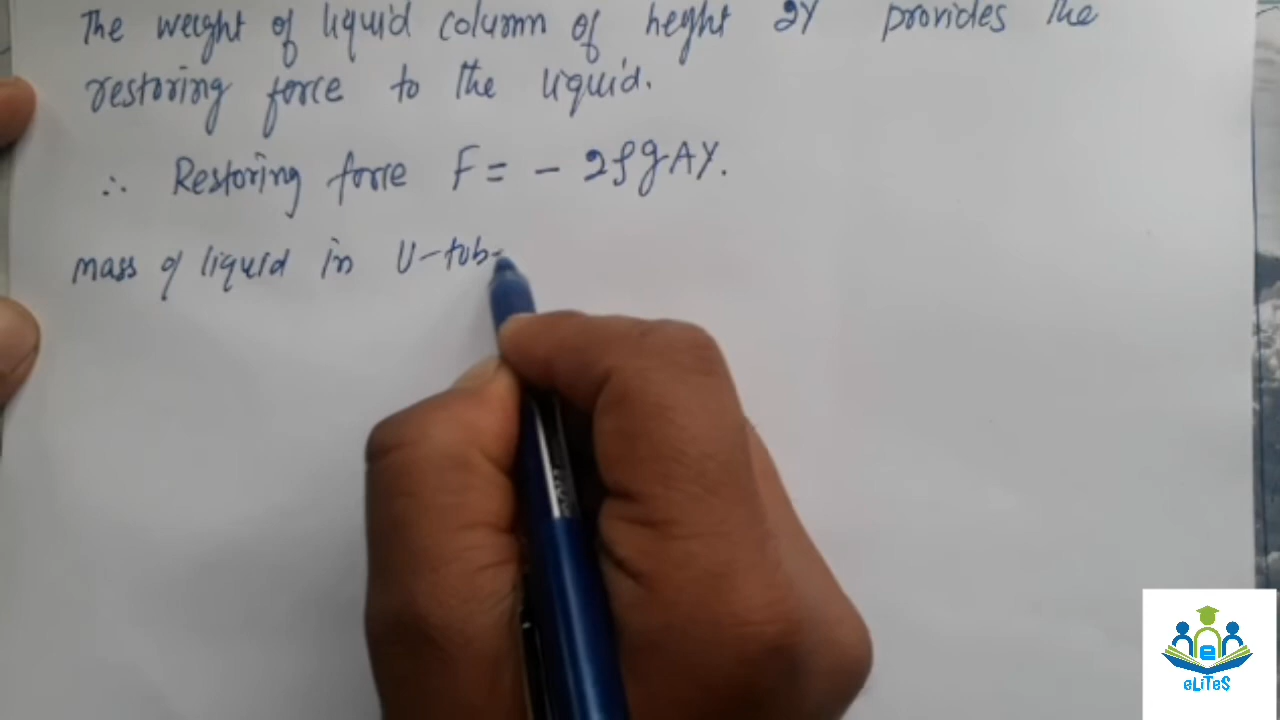 The weight of liquid column of heght 2Y provides the
restoring force to the liquid.
∴ Restoring force F = - 2ρgAY.
mass of liquid in U-tub
eLiTeS